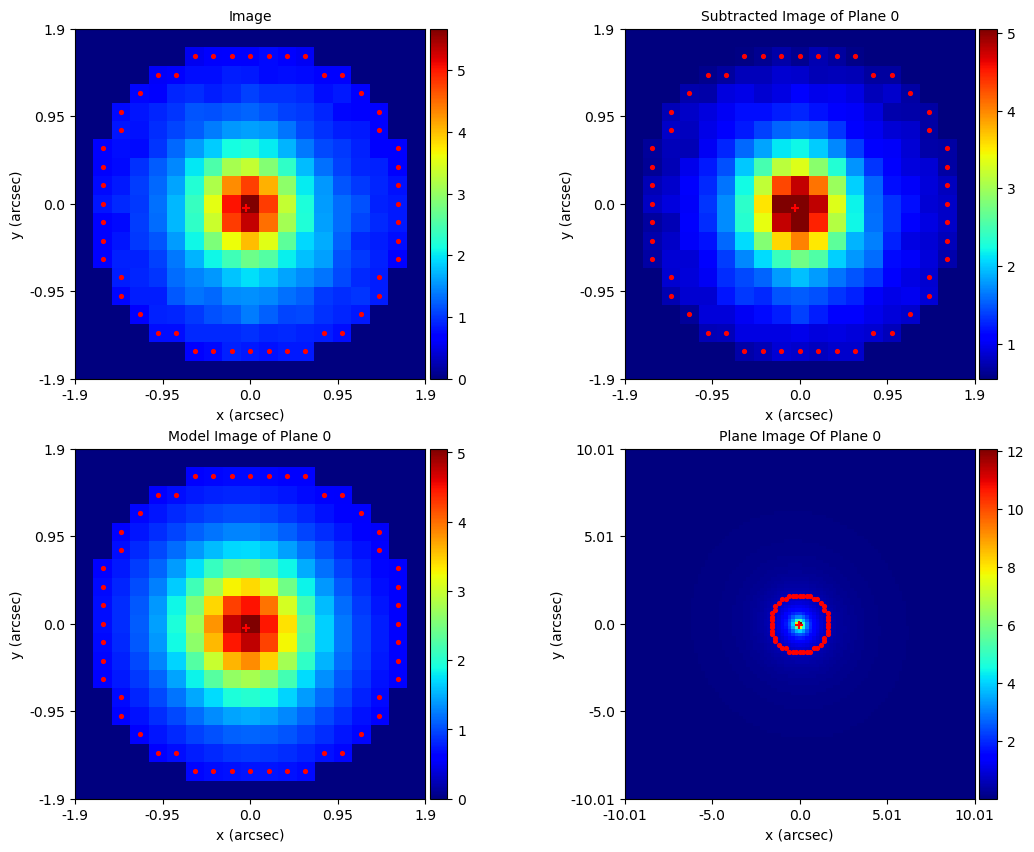 Image
1.9
0.95
0.0
-0.95
-1.9
y (arcsec)
-1.9 -0.95 0.0 0.95 1.9
x (arcsec)
5
4
3
2
1
0
Subtracted Image of Plane 0
1.9
0.95
0.0
-0.95
-1.9
y (arcsec)
-1.9 -0.95 0.0 0.95 1.9
x (arcsec)
5
4
3
2
1
Model Image of Plane 0
1.9
0.95
0.0
-0.95
-1.9
y (arcsec)
-1.9 -0.95 0.0 0.95 1.9
x (arcsec)
5
4
3
2
1
0
Plane Image Of Plane 0
10.01
5.01
0.0
-5.0
-10.01
y (arcsec)
-10.01 -5.0 0.0 5.01 10.01
x (arcsec)
12
10
8
6
4
2